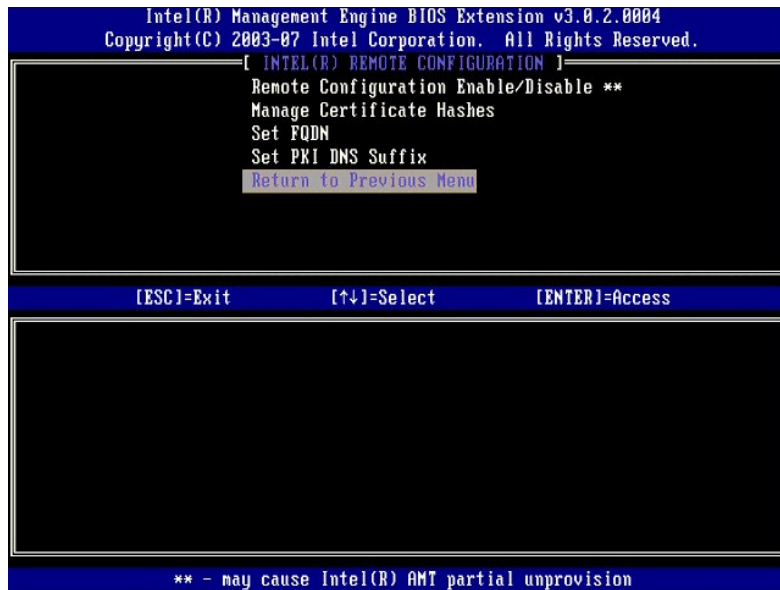 Intel(R) Management Engine BIOS Extension v3.0.2.0004
Copyright(C) 2003-07 Intel Corporation. All Rights Reserved.
[ INTEL(R) REMOTE CONFIGURATION ]
Remote Configuration Enable/Disable **
Manage Certificate Hashes
Set FQDN
Set PKI DNS Suffix
Return to Previous Menu
[ESC]=Exit [↑↓]=Select [ENTER]=Access
** - may cause Intel(R) AMT partial unprovision